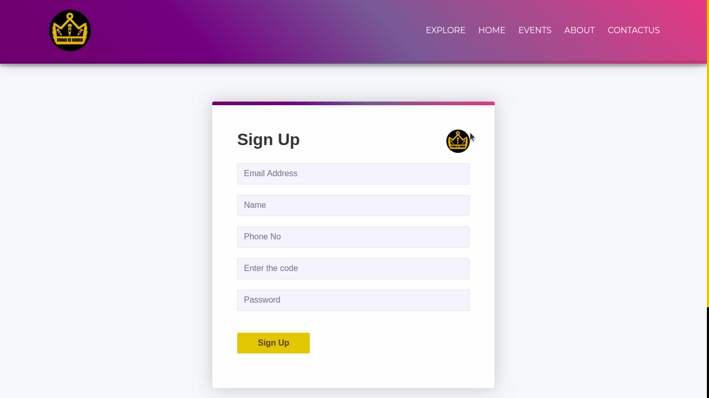 EXPLORE HOME EVENTS ABOUT CONTACTUS
Sign Up
Email Address
Name
Phone No
Enter the code
Password
Sign Up